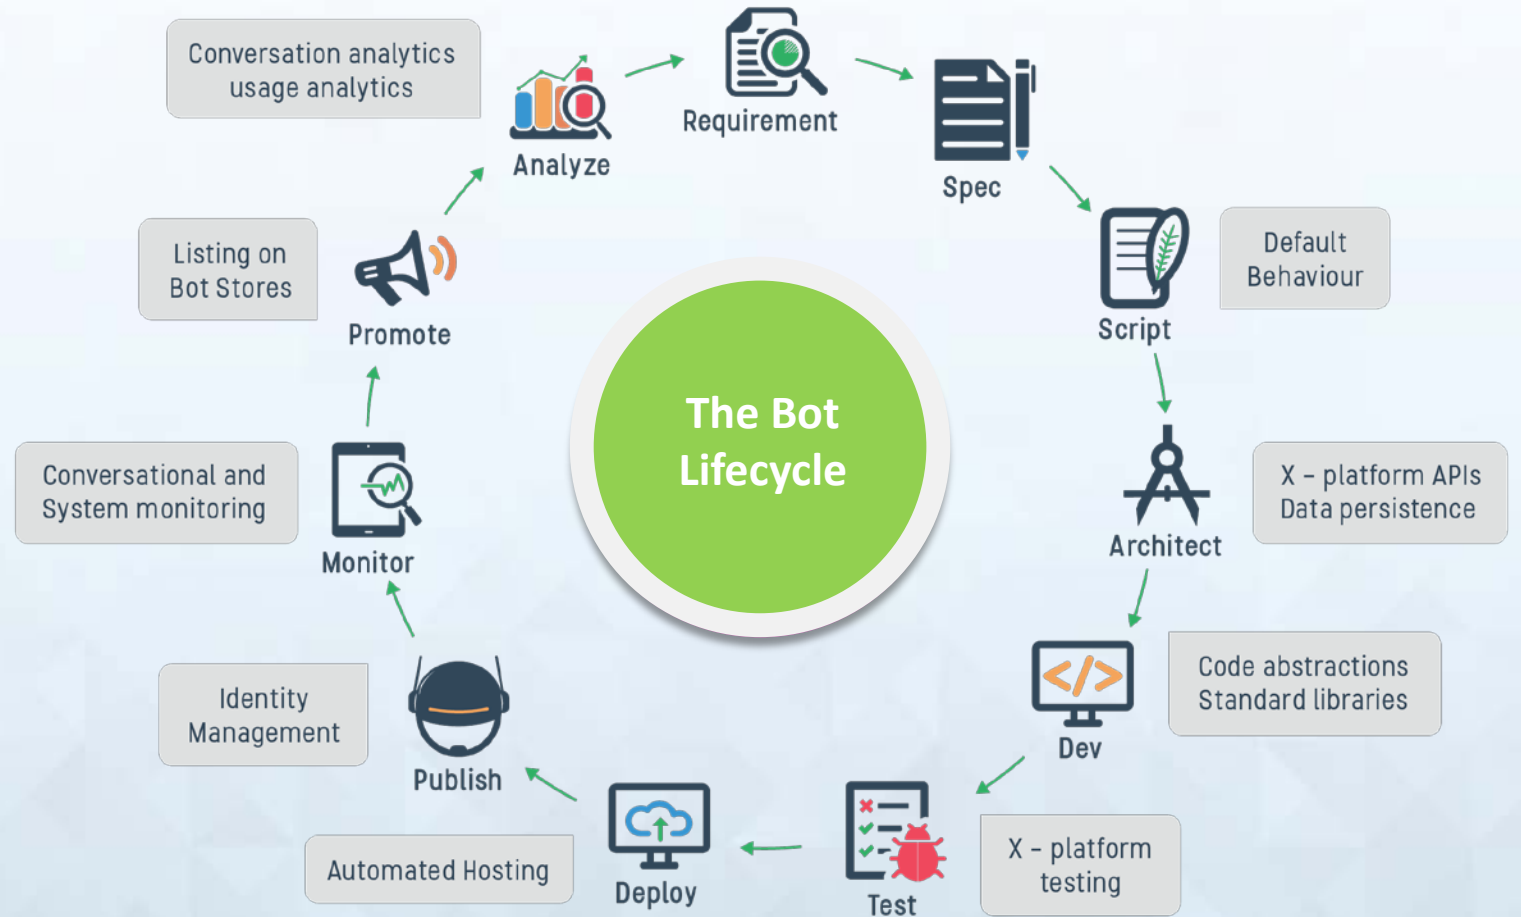 Conversation analytics
usage analytics
Analyze
Requirement
Spec
Listing on
Bot Stores
Promote
Script
Default
Behaviour
The Bot
Lifecycle
Conversational and
System monitoring
Monitor
Architect
X - platform APIs
Data persistence
Identity
Management
Publish
Dev
Code abstractions
Standard libraries
Automated Hosting
Deploy
Test
X - platform
testing